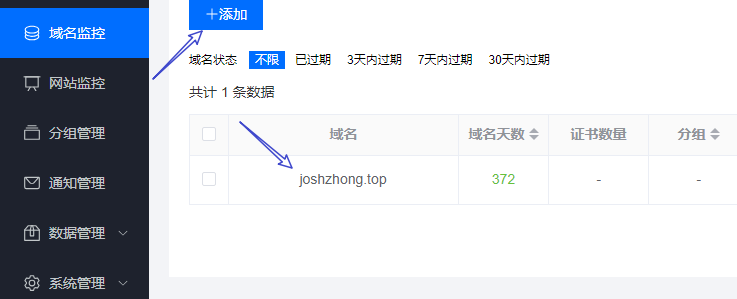 +添加
域名监控
域名状态 不限 已过期 3天内过期 7天内过期 30天内过期
网站监控
共计 1 条数据
分组管理
域名 域名天数 证书数量 分组
通知管理
joshzhong.top 372 - -
数据管理
系统管理